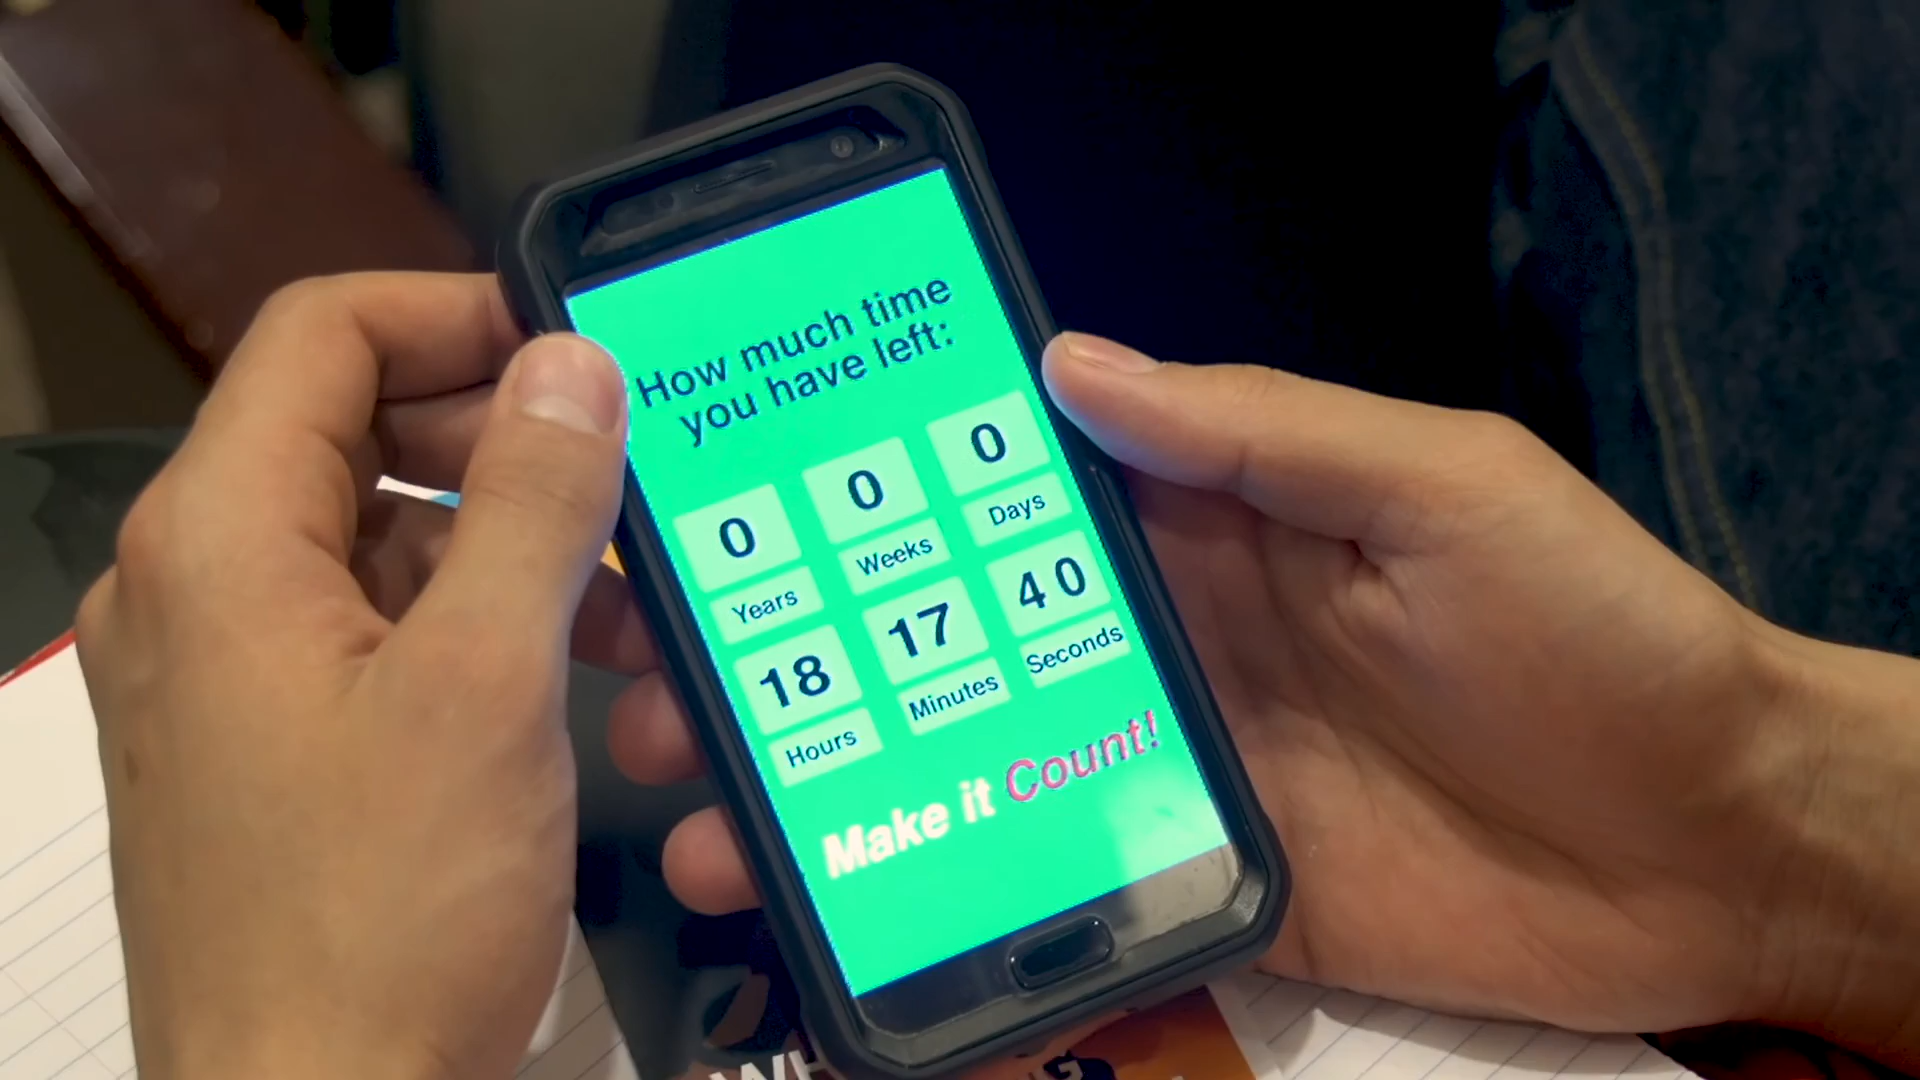 How much time
you have left:
0 0 0
Years Weeks Days
18 17 40
Hours Minutes Seconds
Make it Count!